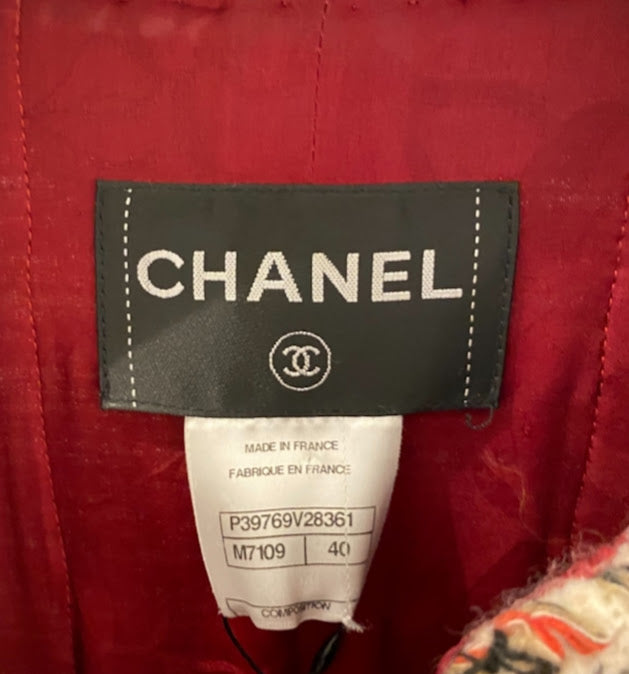 CHANEL
MADE IN FRANCE
FABRIQUE EN FRANCE
P39769V28361
M7109 40
COMPOSITION